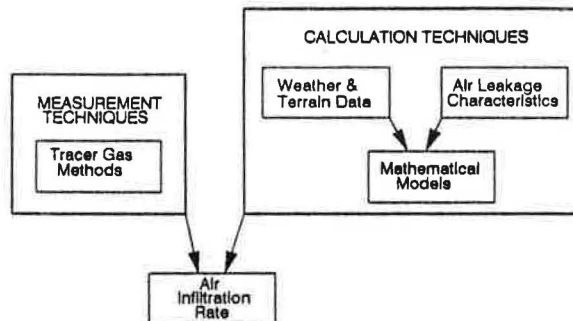 CALCULATION TECHNIQUES
Weather &
Terrain Data
Air Leakage
Characteristics
Mathematical
Models
MEASUREMENT
TECHNIQUES
Tracer Gas
Methods
Air
Infiltration
Rate